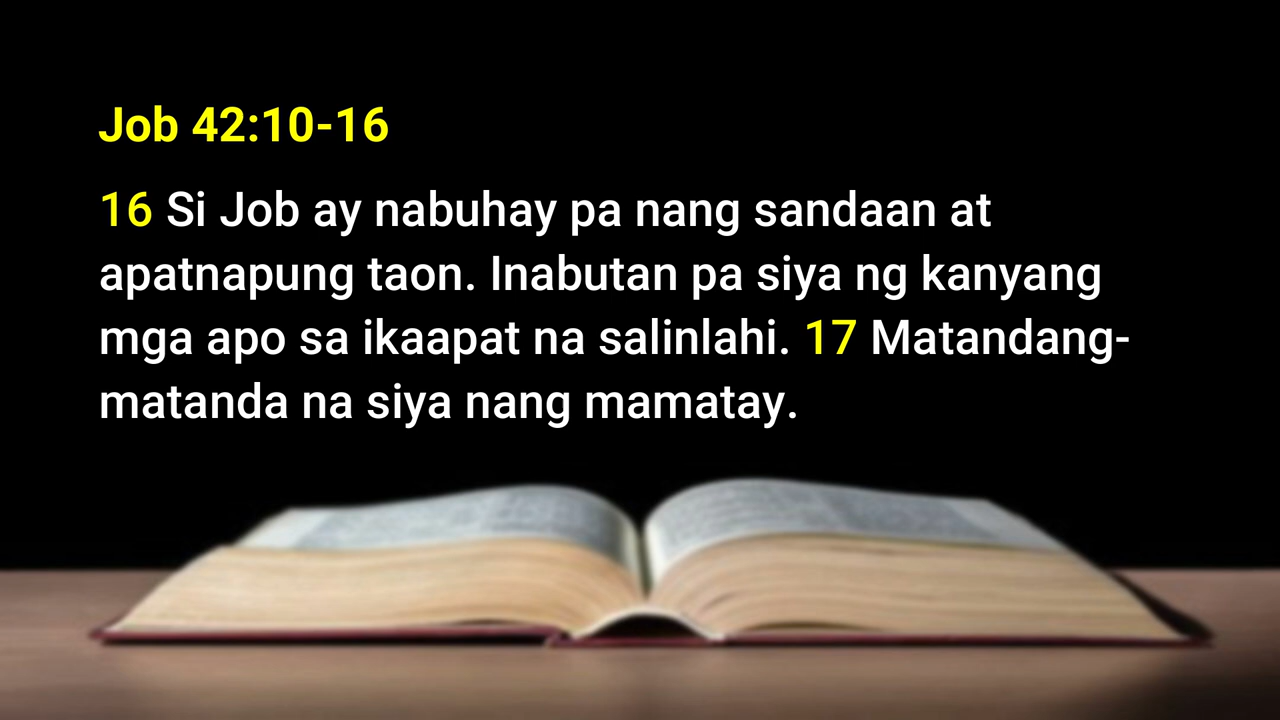 Job 42:10-16
16 Si Job ay nabuhay pa nang sandaan at
apatnapung taon. Inabutan pa siya ng kanyang
mga apo sa ikaapat na salinlahi. 17 Matandang-
matanda na siya nang mamatay.